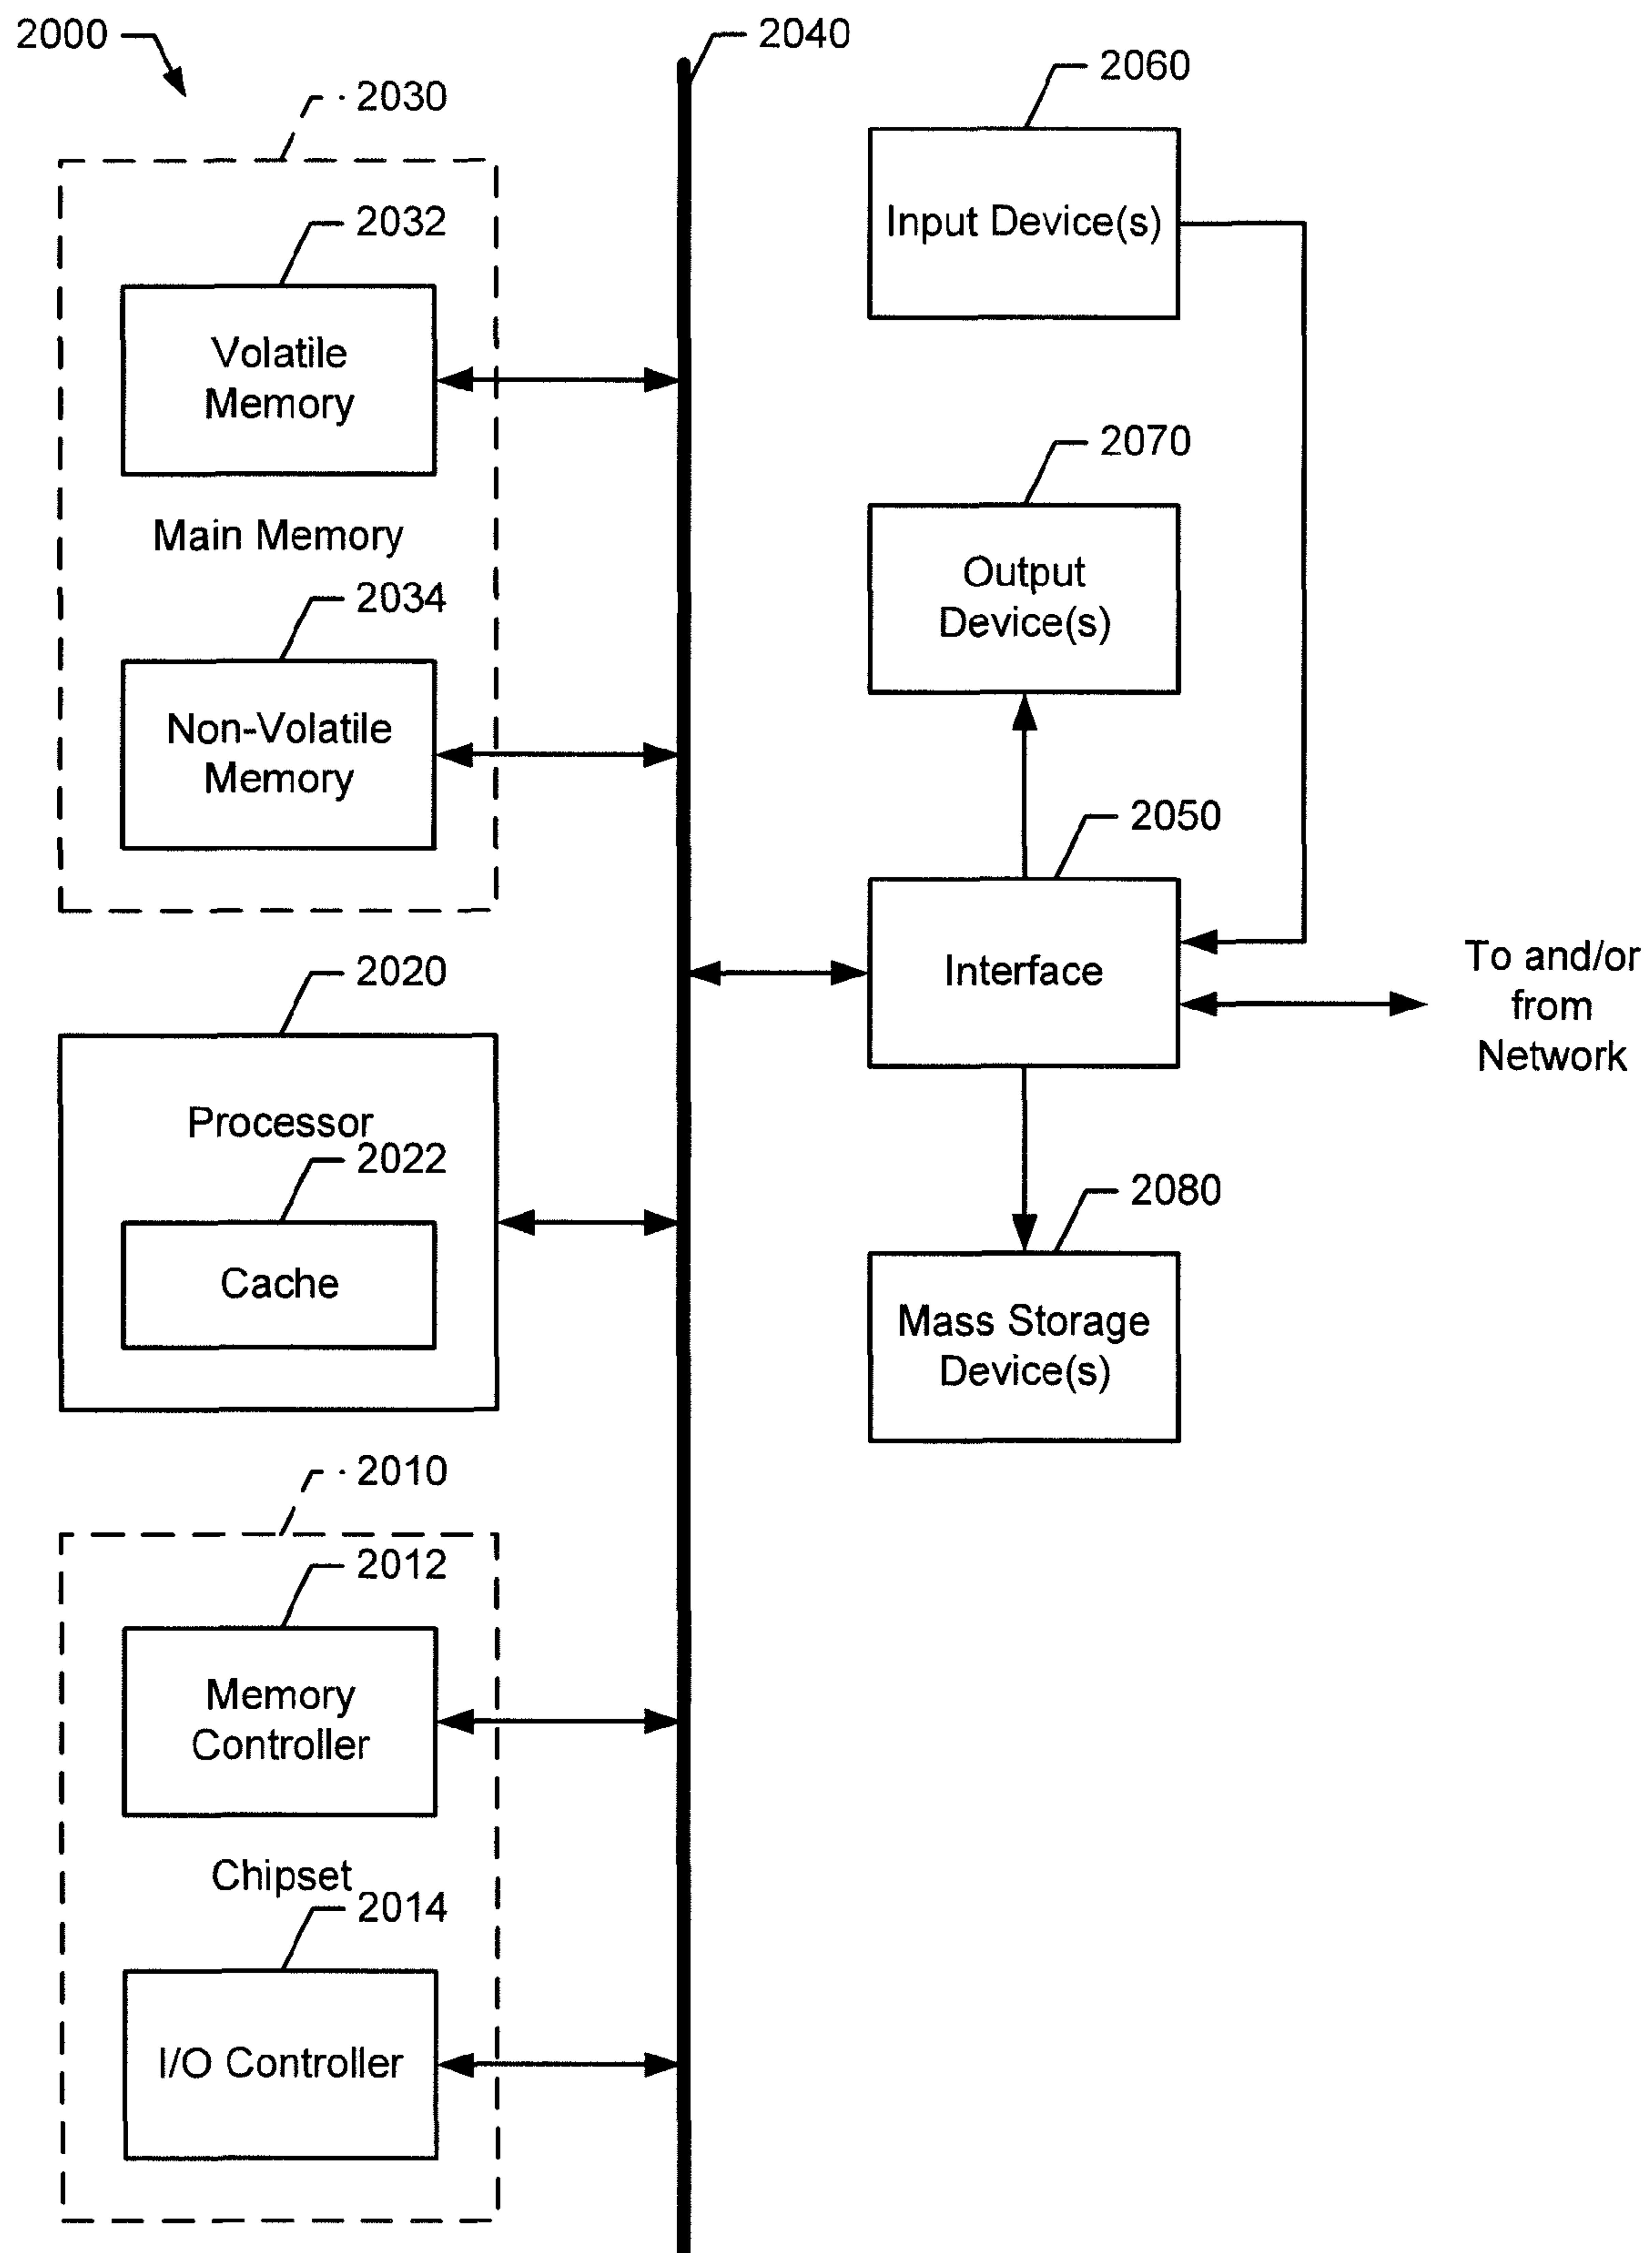 2000
2040
2030
2032
Volatile
Memory
Main Memory
2034
Non-Volatile
Memory
2020
Processor
2022
Cache
2010
2012
Memory
Controller
Chipset
2014
I/O Controller
2060
Input Device(s)
2070
Output
Device(s)
2050
Interface
To and/or
from
Network
2080
Mass Storage
Device(s)